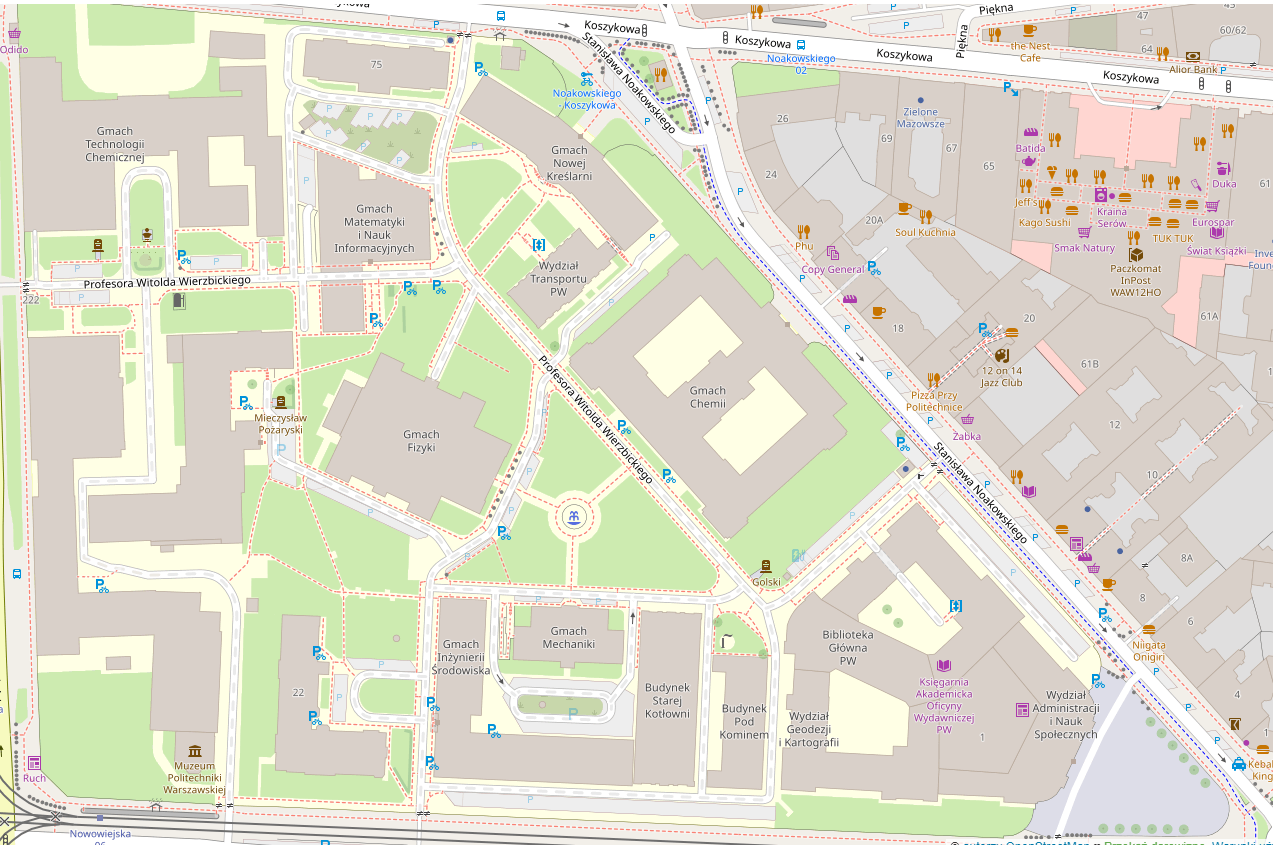 Koszykowa
Piękna
47
60/62
Odido
Koszykowa
Stanisława Noakowskiego
Koszykowa
Noakowskiego
02
Koszykowa
Piękna
the Nest
Cafe
64
Alior Bank
Koszykowa
75
Noakowskiego
- Koszykowa
Zielone
Mazowsze
26
69
67
65
Gmach
Technologii
Chemicznej
Gmach
Nowej
Kreślarni
Batida
24
Duka
Jeff's
Kago Sushi
Kraina
Serów
Eurospar
Gmach
Matematyki
i Nauk
Informacyjnych
20A
Soul Kuchnia
Phu
Smak Natury
TUK TUK
Świat Książki
Copy General
Paczkomat
InPost
WAW12HO
Wydział
Transportu
PW
Profesora Witolda Wierzbickiego
222
18
20
61A
12 on 14
Jazz Club
61B
Profesora Witolda Wierzbickiego
Gmach
Chemii
Pizza Przy
Politechnice
Mieczysław
Pożaryski
Gmach
Fizyki
Żabka
12
Stanisława Noakowskiego
10
8A
Golski
8
6
Gmach
Inżynierii
Środowiska
Gmach
Mechaniki
Biblioteka
Główna
PW
Niigata
Onigiri
22
Budynek
Starej
Kotłowni
Budynek
Pod
Kominem
Wydział
Geodezji
i Kartografii
Księgarnia
Akademicka
Oficyny
Wydawniczej
PW
Wydział
Administracji
i Nauk
Społecznych
4
1
Muzeum
Politechniki
Warszawskiej
Ruch
Kebab
King
Nowowiejska